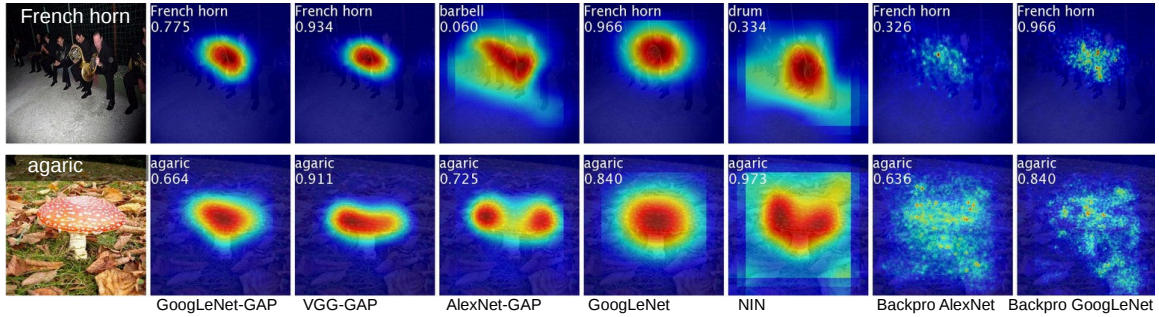 French horn
French horn
0.775
French horn
0.934
barbell
0.060
French horn
0.966
drum
0.334
French horn
0.326
French horn
0.966
agaric
agaric
0.664
agaric
0.911
agaric
0.725
agaric
0.840
agaric
0.973
agaric
0.636
agaric
0.840
GoogLeNet-GAP
VGG-GAP
AlexNet-GAP
GoogLeNet
NIN
Backpro AlexNet
Backpro GoogLeNet